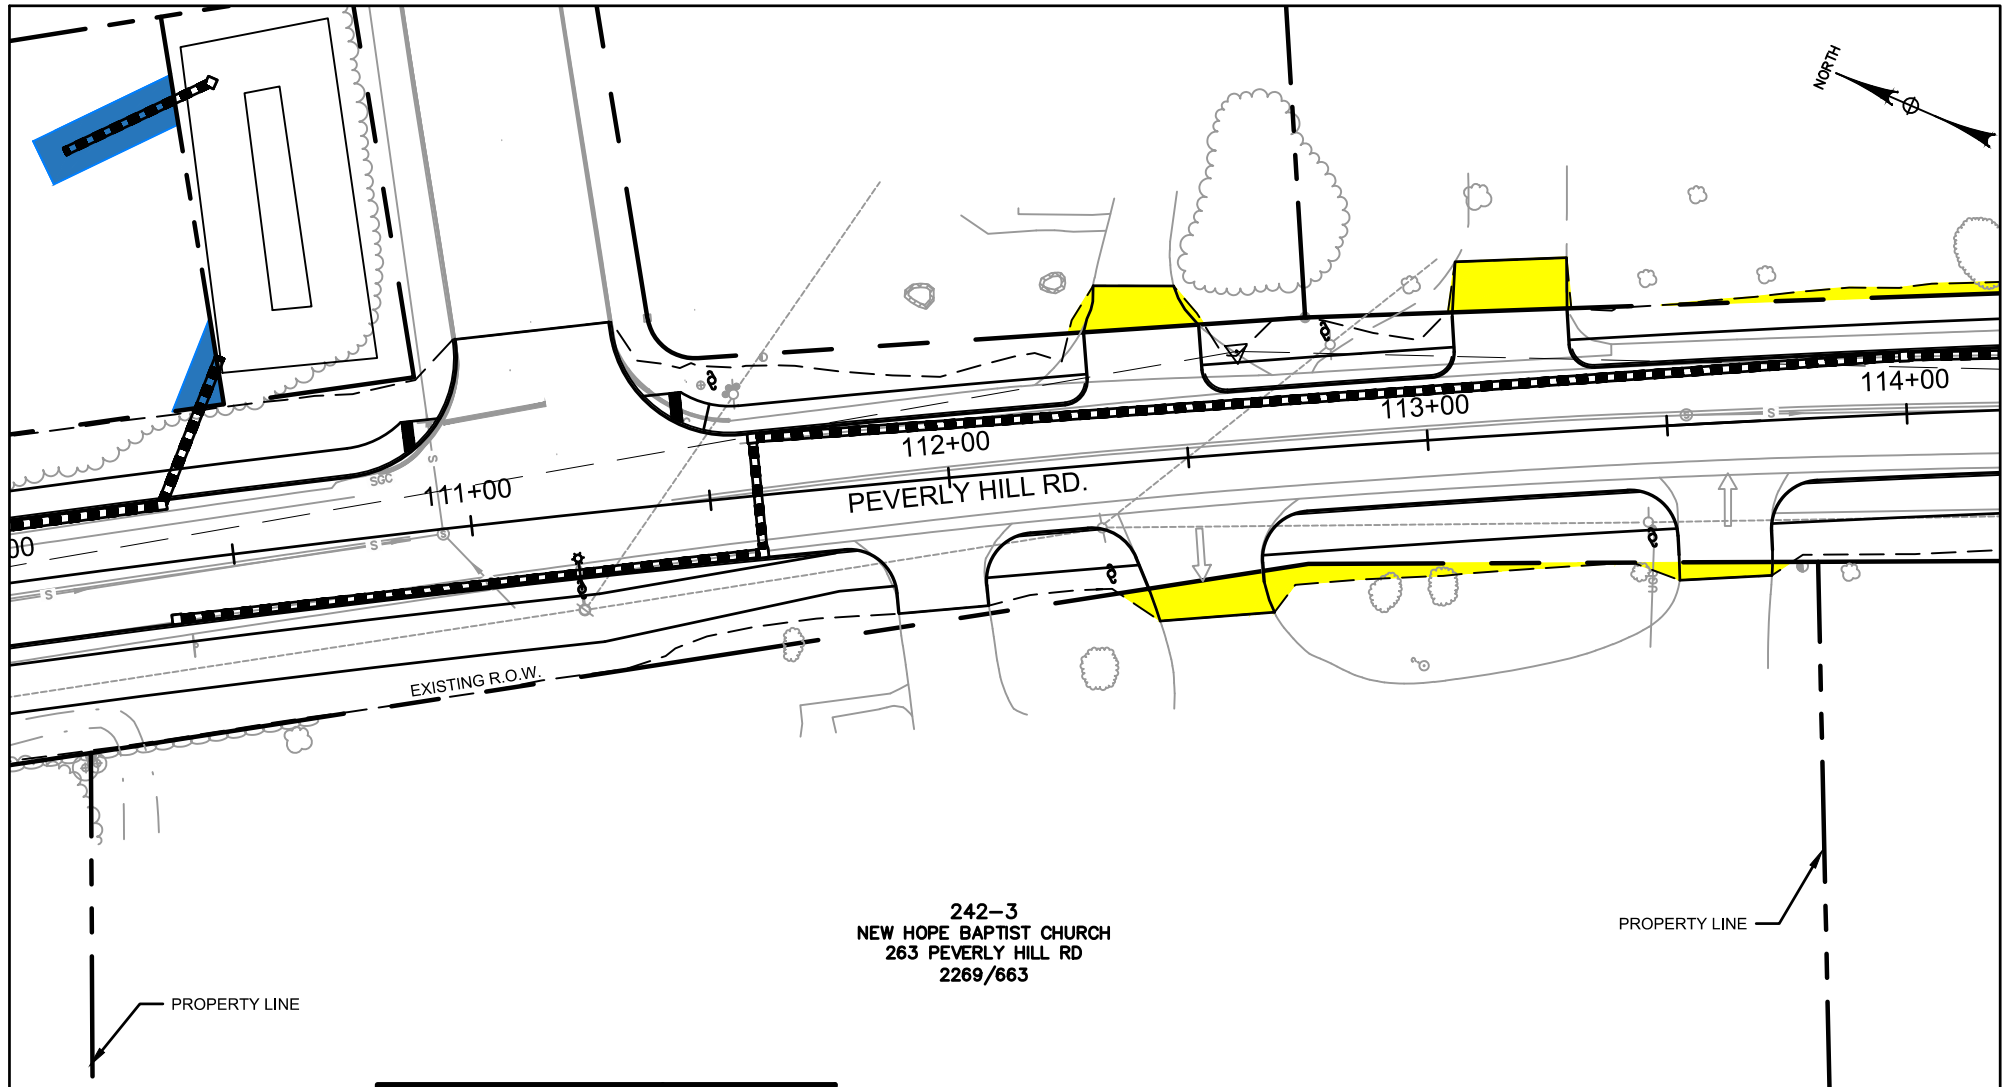 NORTH
114+00
113+00
112+00
111+00
PEVERLY HILL RD.
SGC
S
S
S
S
00
EXISTING R.O.W.
242-3
NEW HOPE BAPTIST CHURCH
263 PEVERLY HILL RD
2269/663
PROPERTY LINE
PROPERTY LINE